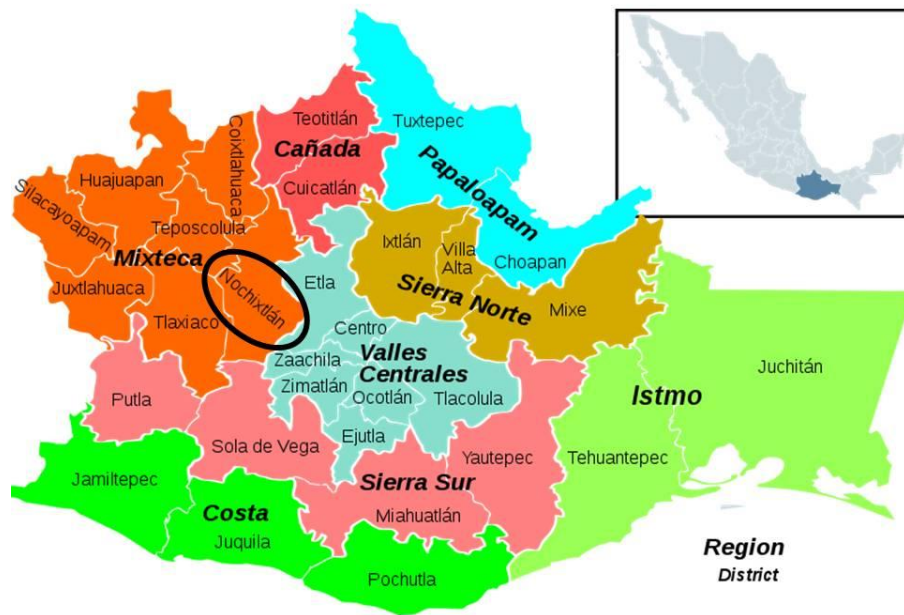 Teotitlán
Cañada
Cuicatlán
Tuxtepec
Papaloapam
Choapan
Coixtlahuaca
Huajuapan
Silacayoapam
Teposcolula
Mixteca
Nochixtlán
Juxtlahuaca
Tlaxiaco
Ixtlán
Villa
Alta
Sierra Norte
Mixe
Etla
Centro
Zaachila
Valles
Centrales
Zimatlán
Ocotlán
Tlacolula
Ejutla
Putla
Sola de Vega
Yautepec
Sierra Sur
Miahuatlán
Juchitán
Istmo
Tehuantepec
Jamiltepec
Costa
Juquila
Pochutla
Region
District